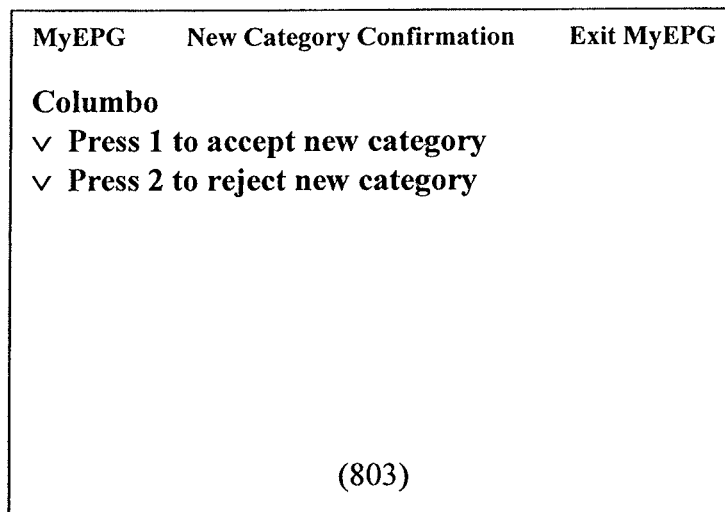 MyEPG New Category Confirmation Exit MyEPG
Columbo
v Press 1 to accept new category
v Press 2 to reject new category
(803)